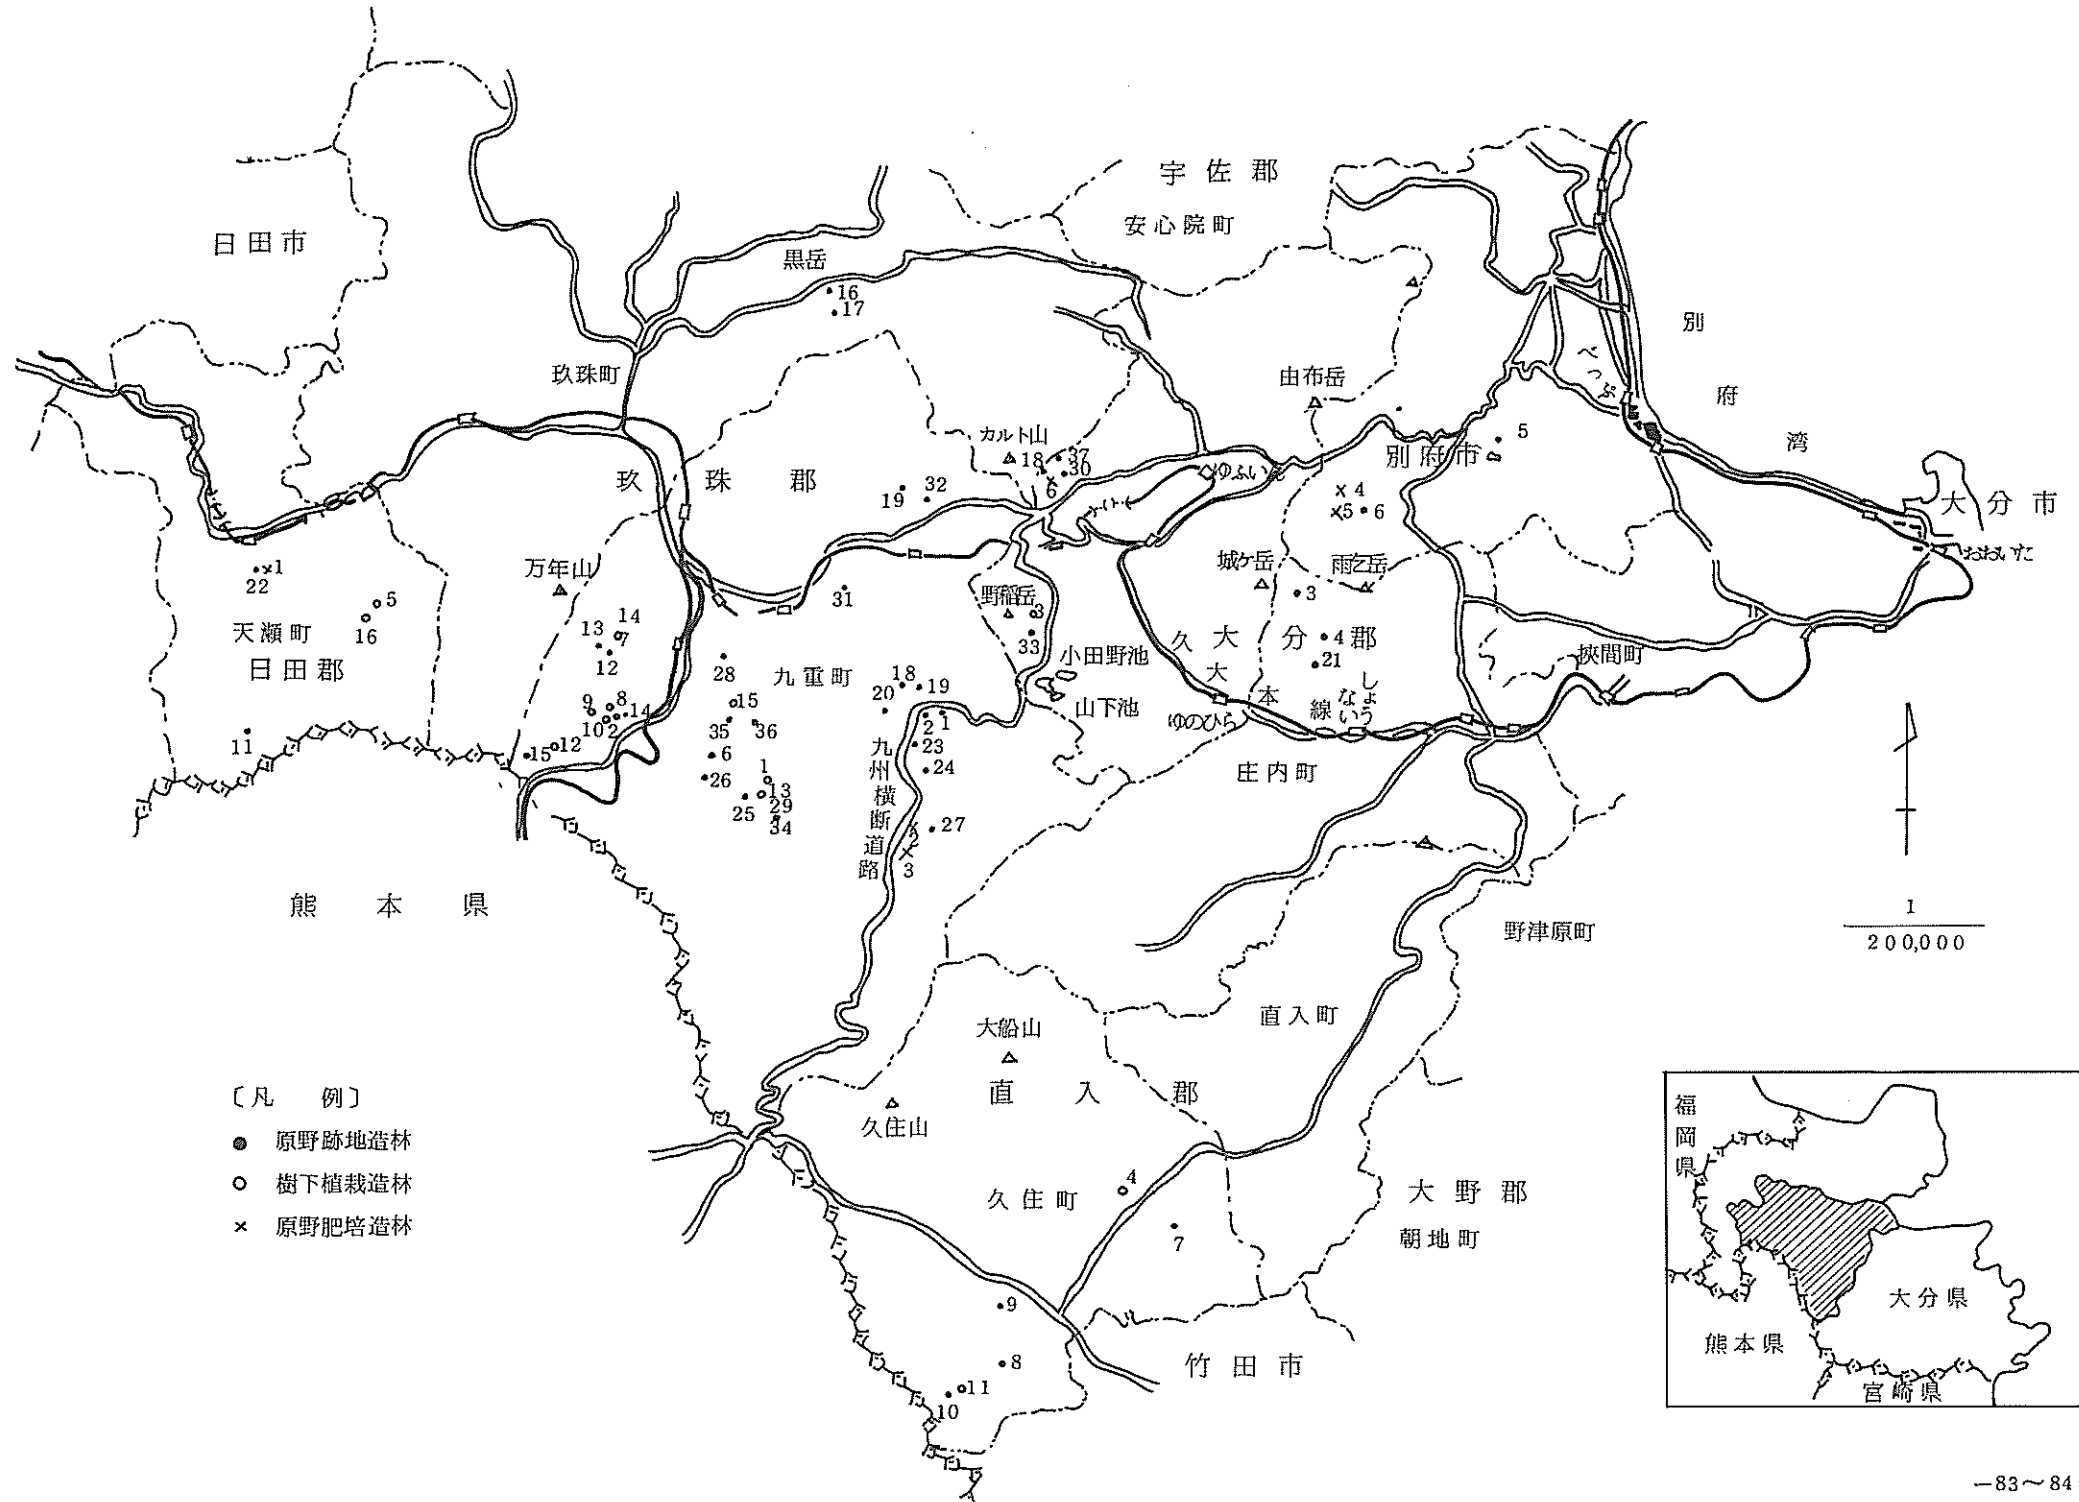 宇佐郡
安心院町
日田市
黒岳
16
17
別府湾
べっぷ
玖珠町
由布岳
カルト山
18
37
30
6
5
別府市
玖珠郡
19
32
ゆふいん
4
5
6
大分市
おおいた
万年山
城ケ岳
雨乞岳
1
22
5
16
天瀬町
日田郡
31
野稲岳
3
33
3
14
13
7
12
28
九重町
小田野池
山下池
久大本線
大分郡
4
21
挾間町
しょうない
ゆのひら
18
19
20
2
1
23
24
8
9
14
10
2
15
35
36
6
26
1
13
25
29
34
11
15
12
九州横断道路
27
2
3
庄内町
熊本県
野津原町
1
200,000
直入町
大船山
直入郡
久住山
久住町
4
7
大野郡
朝地町
9
8
11
10
竹田市
〔凡例〕
● 原野跡地造林
○ 樹下植栽造林
× 原野肥培造林
福岡県
大分県
熊本県
宮崎県
—83〜84